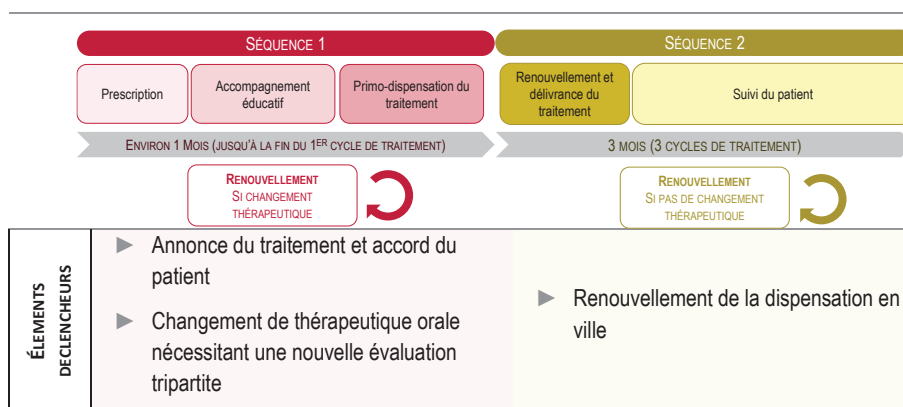 SÉQUENCE 1
SÉQUENCE 2
Prescription
Accompagnement
éducatif
Primo-dispensation du
traitement
Renouvellement et
délivrance du
traitement
Suivi du patient
ENVIRON 1 MOIS (JUSQU'À LA FIN DU 1ER CYCLE DE TRAITEMENT)
3 MOIS (3 CYCLES DE TRAITEMENT)
RENOUVELLEMENT
SI CHANGEMENT
THÉRAPEUTIQUE
RENOUVELLEMENT
SI PAS DE CHANGEMENT
THÉRAPEUTIQUE
ÉLEMENTS
DECLENCHEURS
► Annonce du traitement et accord du
patient
► Changement de thérapeutique orale
nécessitant une nouvelle évaluation
tripartite
► Renouvellement de la dispensation en
ville